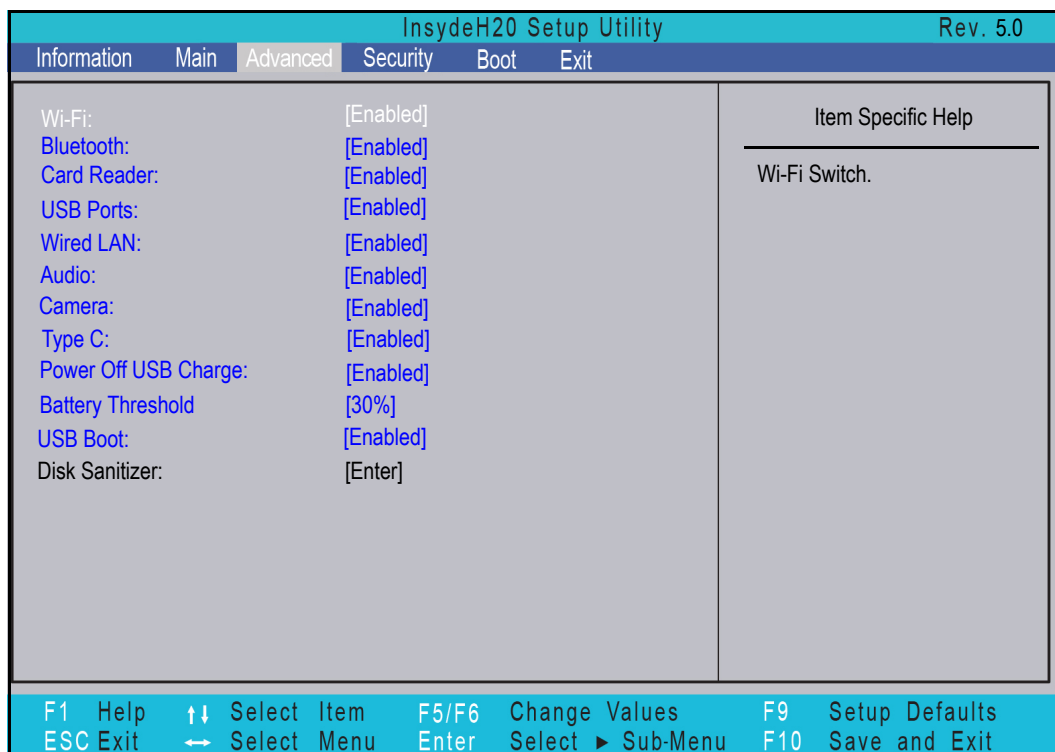 InsydeH20 Setup Utility Rev. 5.0
Information Main Advanced Security Boot Exit
Wi-Fi: [Enabled]
Bluetooth: [Enabled]
Card Reader: [Enabled]
USB Ports: [Enabled]
Wired LAN: [Enabled]
Audio: [Enabled]
Camera: [Enabled]
Type C: [Enabled]
Power Off USB Charge: [Enabled]
Battery Threshold [30%]
USB Boot: [Enabled]
Disk Sanitizer: [Enter]
Item Specific Help
Wi-Fi Switch.
F1 Help ↑↓ Select Item F5/F6 Change Values F9 Setup Defaults
ESC Exit ↔ Select Menu Enter Select ► Sub-Menu F10 Save and Exit